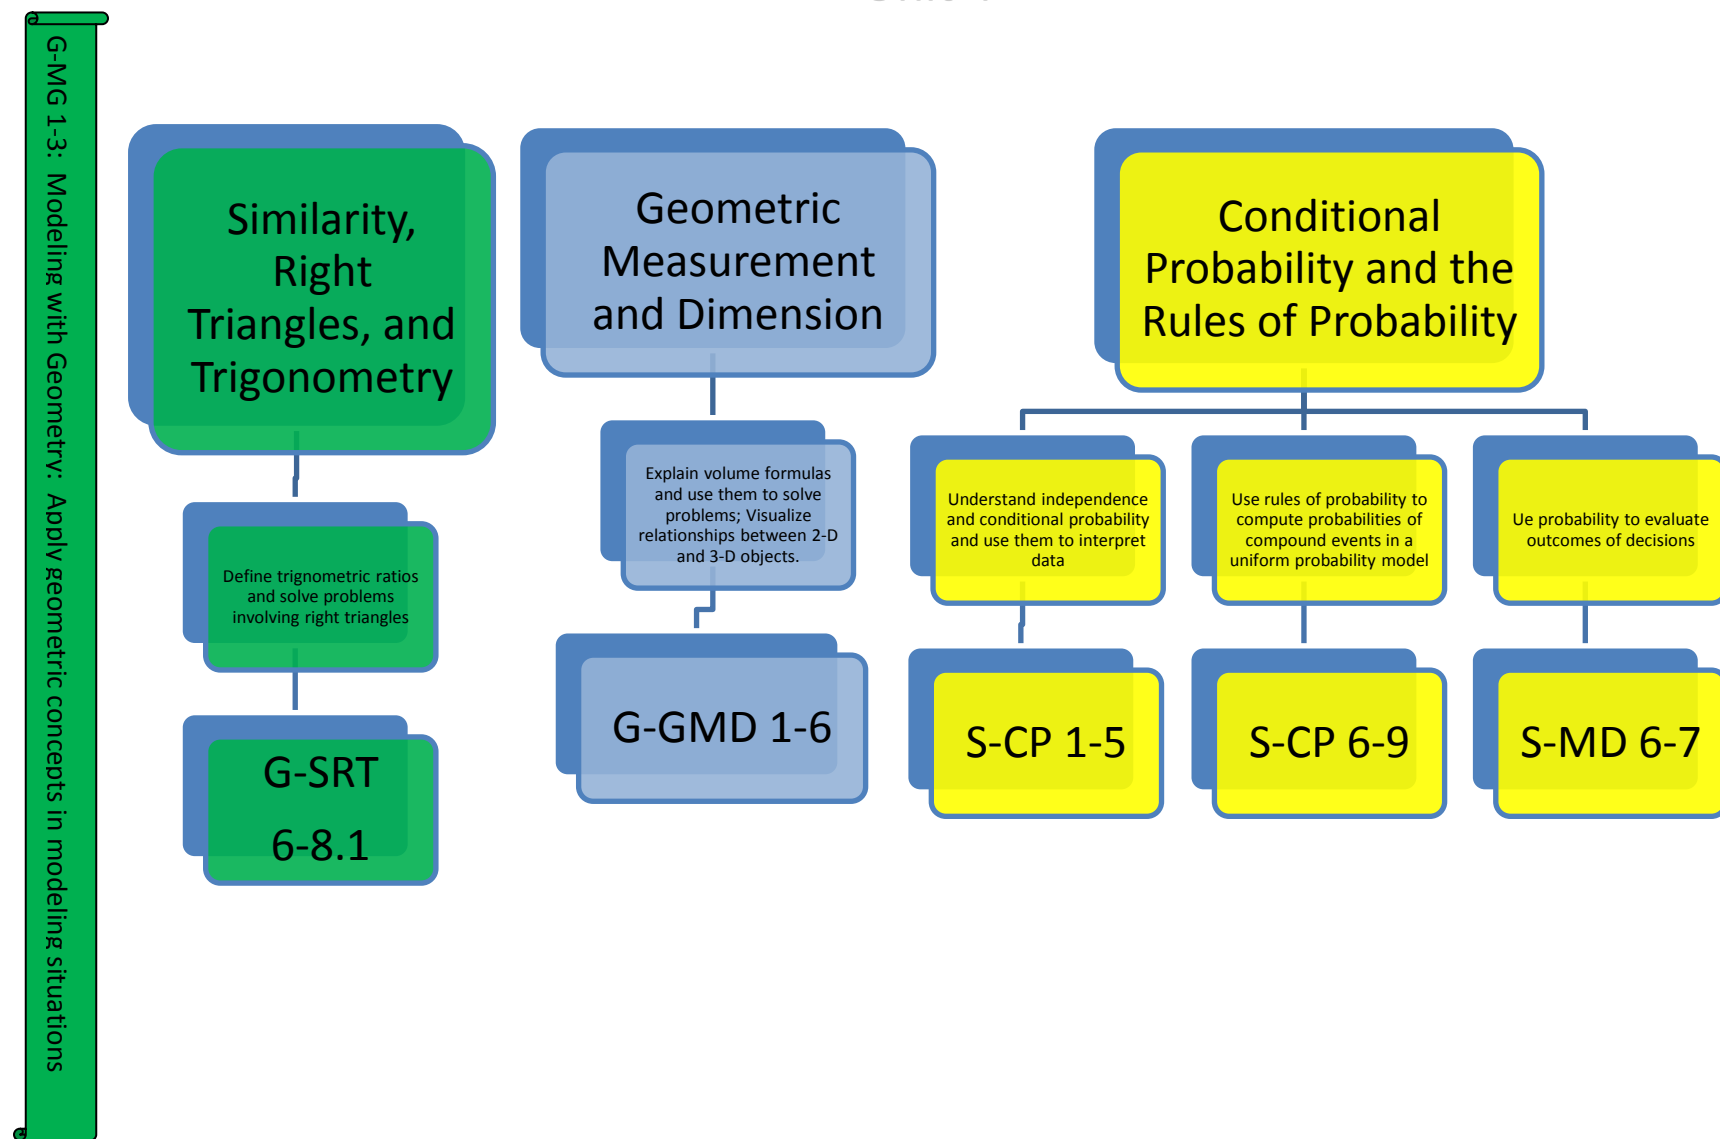 G-MG 1-3: Modeling with Geometry: Apply geometric concepts in modeling situations
Similarity,
Right
Triangles, and
Trigonometry
Define trignometric ratios
and solve problems
involving right triangles
G-SRT
6-8.1
Geometric
Measurement
and Dimension
Explain volume formulas
and use them to solve
problems; Visualize
relationships between 2-D
and 3-D objects.
G-GMD 1-6
Conditional
Probability and the
Rules of Probability
Understand independence
and conditional probability
and use them to interpret
data
S-CP 1-5
Use rules of probability to
compute probabilities of
compound events in a
uniform probability model
S-CP 6-9
Ue probability to evaluate
outcomes of decisions
S-MD 6-7